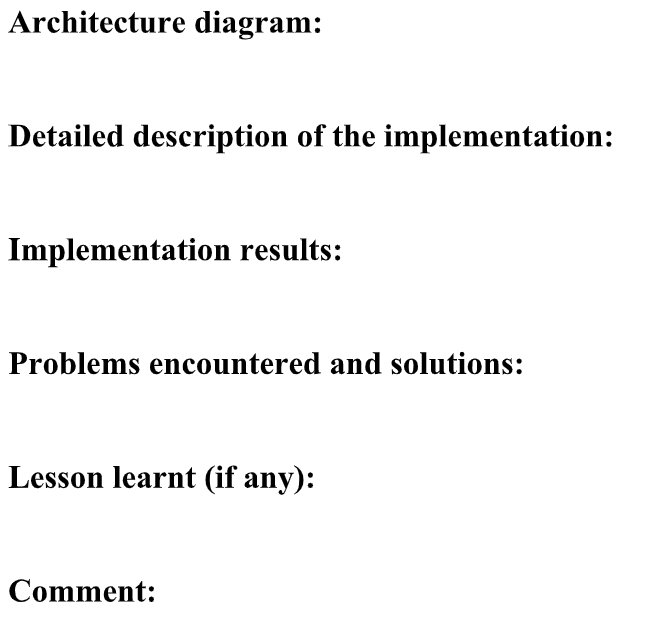 Architecture diagram:
Detailed description of the implementation:
Implementation results:
Problems encountered and solutions:
Lesson learnt (if any):
Comment: